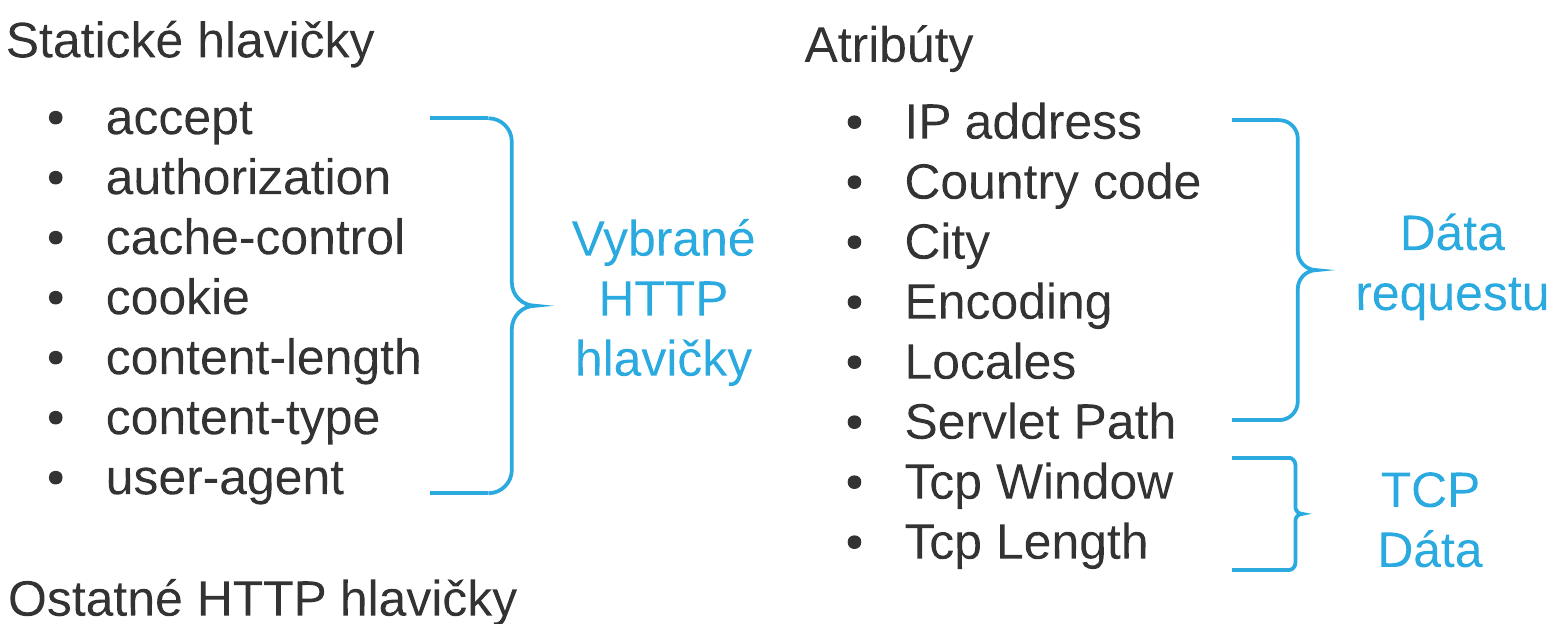 Statické hlavičky
• accept
• authorization
• cache-control
• cookie
• content-length
• content-type
• user-agent
Vybrané
HTTP
hlavičky
Ostatné HTTP hlavičky
Atribúty
• IP address
• Country code
• City
• Encoding
• Locales
• Servlet Path
• Tcp Window
• Tcp Length
Dáta
requestu
TCP
Dáta